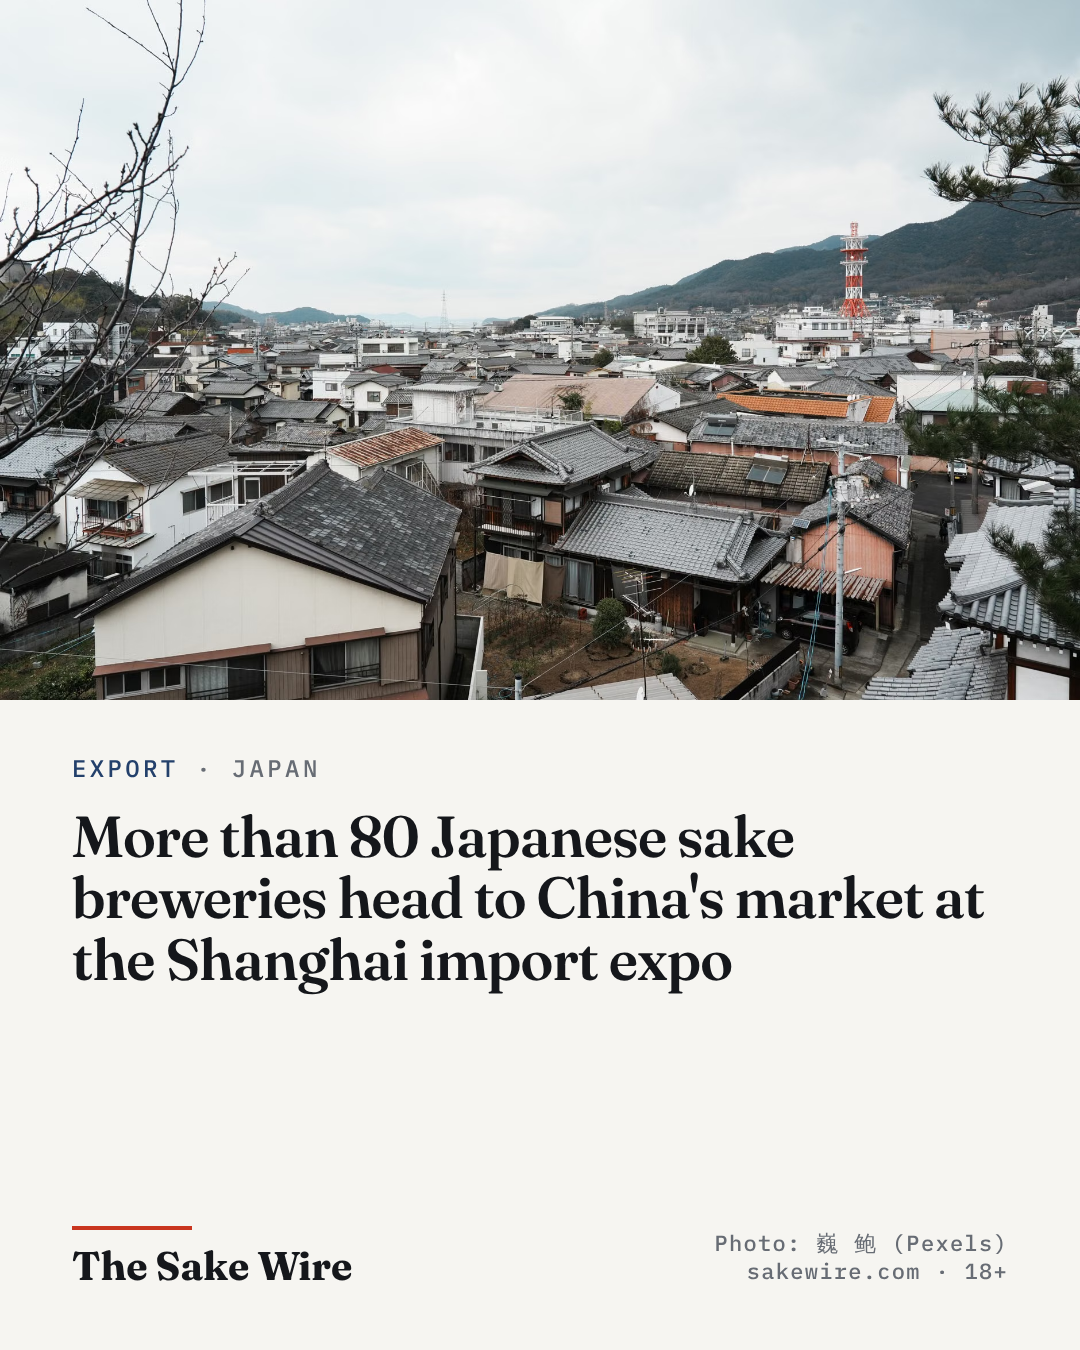 EXPORT · JAPAN
More than 80 Japanese sake
breweries head to China's market at
the Shanghai import expo
The Sake Wire
Photo: 巍 鲍 (Pexels)
sakewire.com · 18+